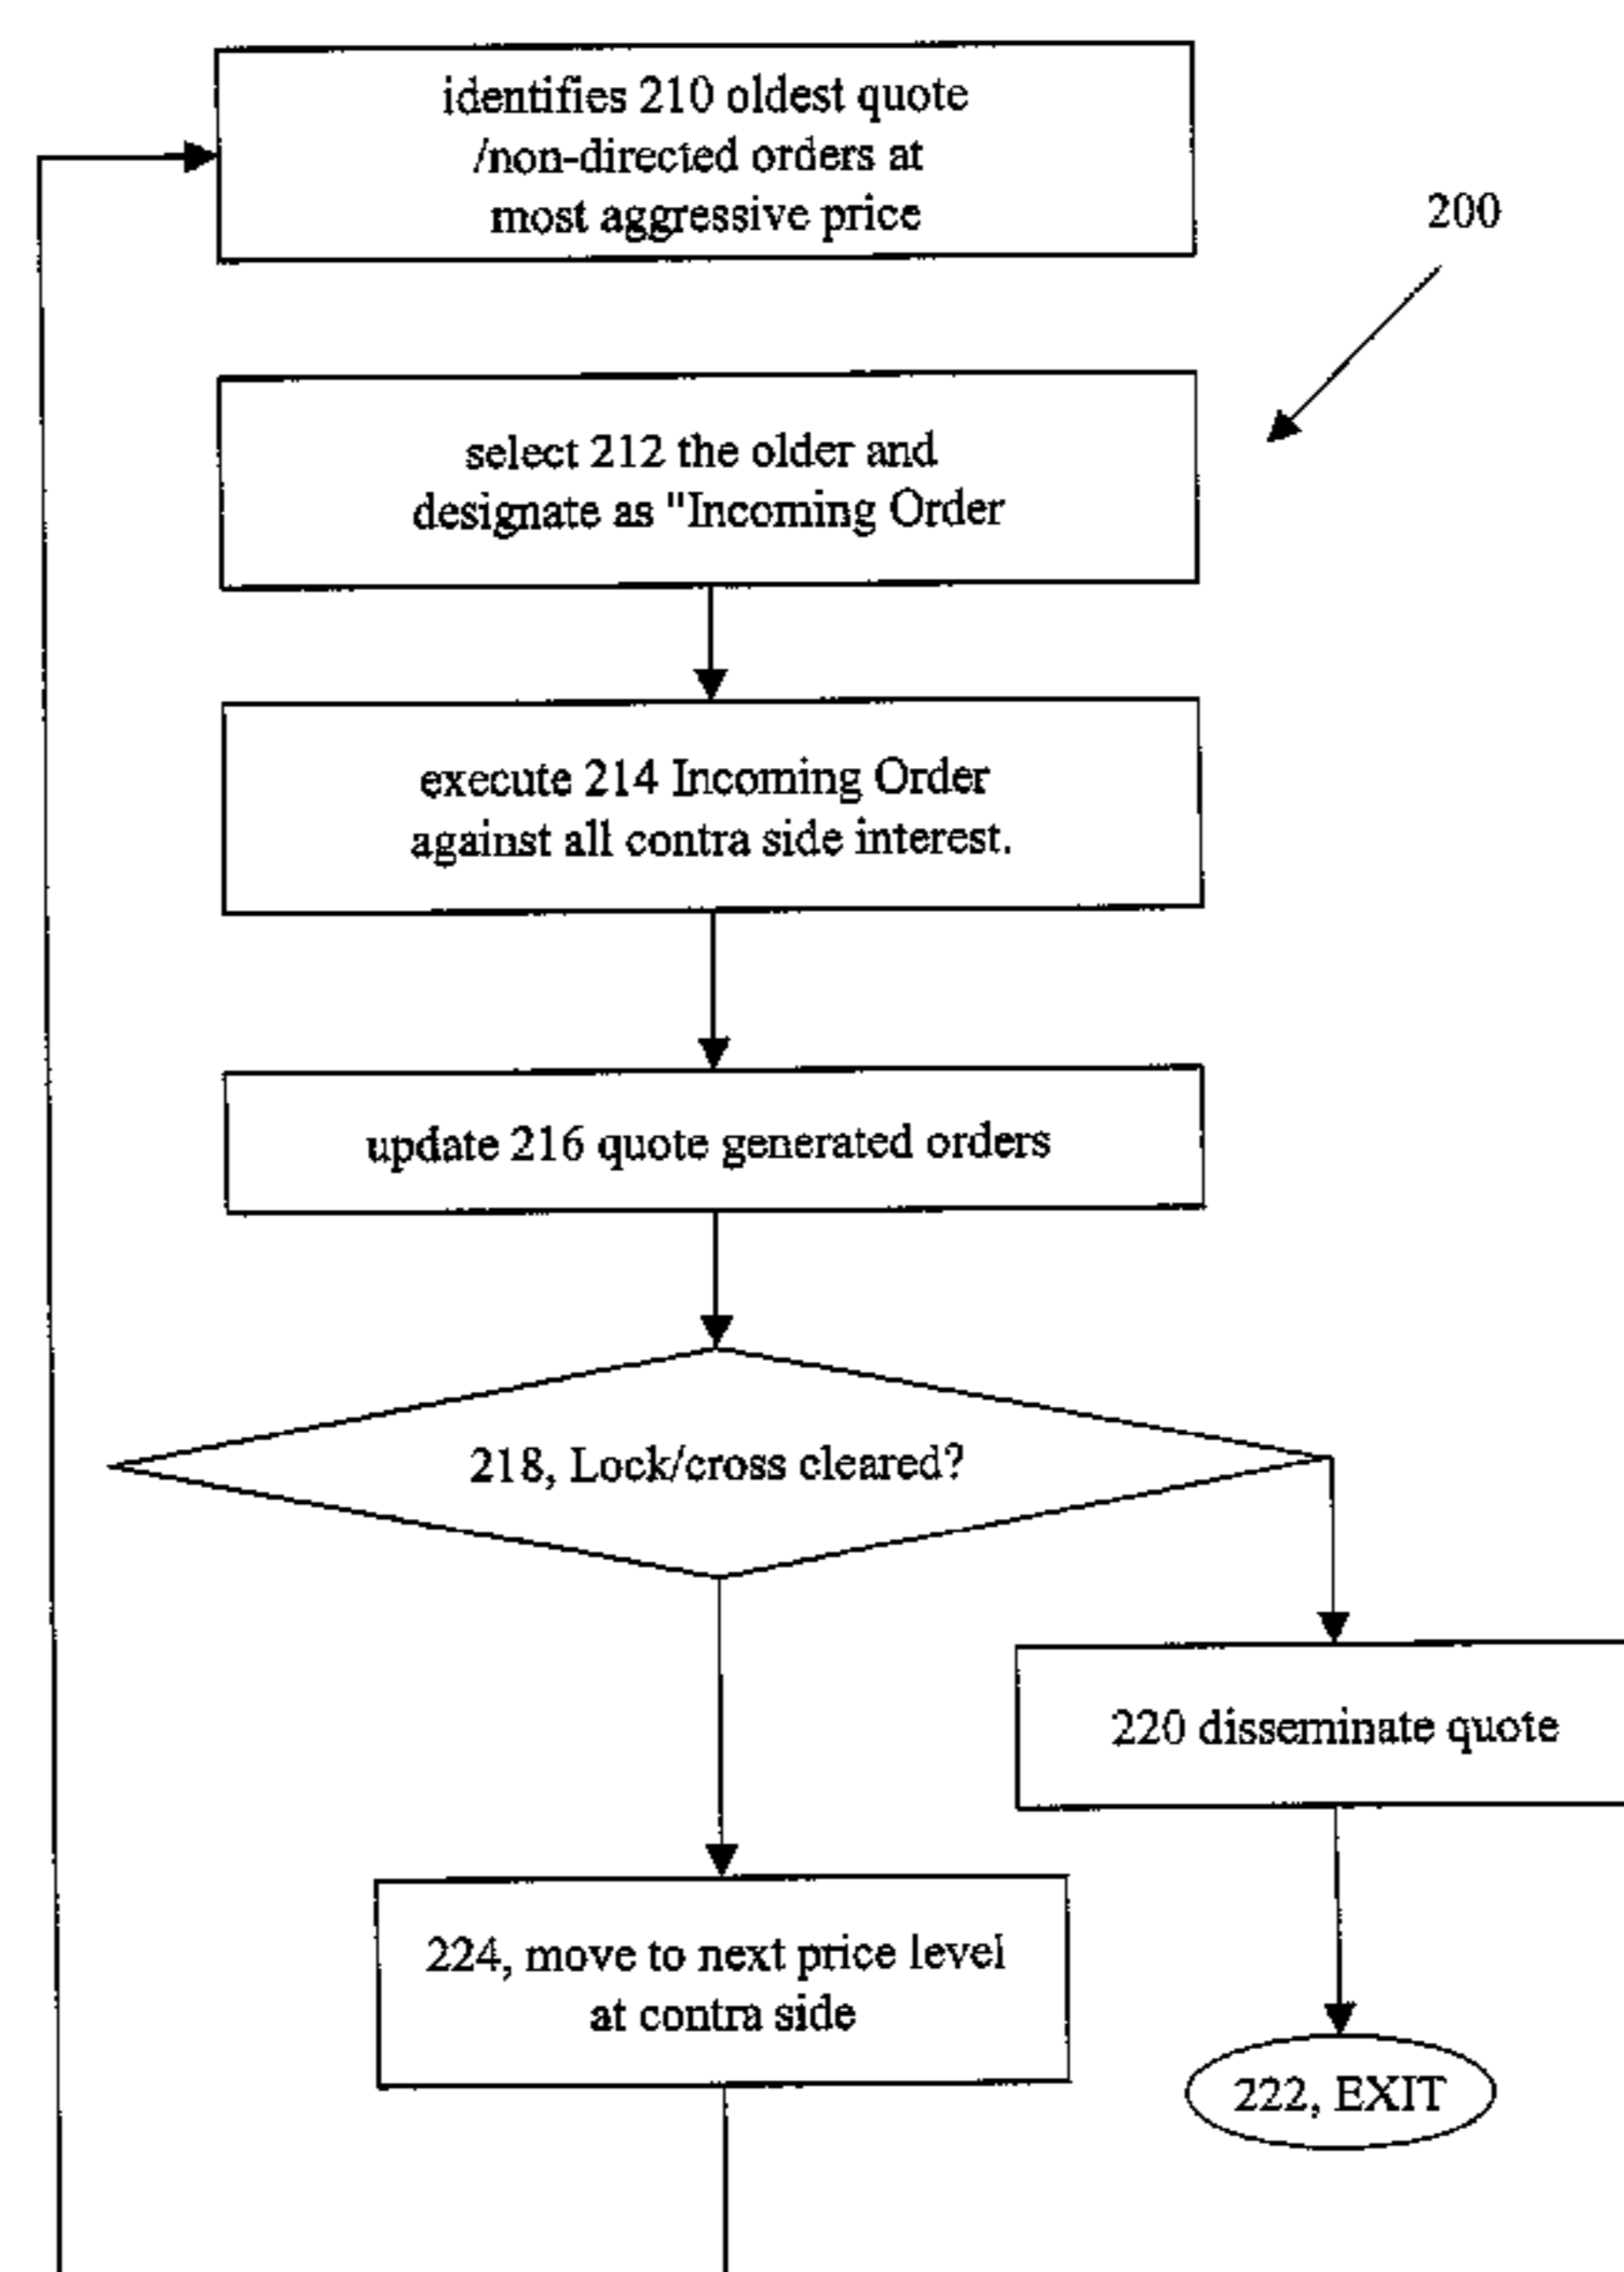 identifies 210 oldest quote
/non-directed orders at
most aggressive price
200
select 212 the older and
designate as "Incoming Order
execute 214 Incoming Order
against all contra side interest.
update 216 quote generated orders
218, Lock/cross cleared?
220 disseminate quote
224, move to next price level
at contra side
222, EXIT